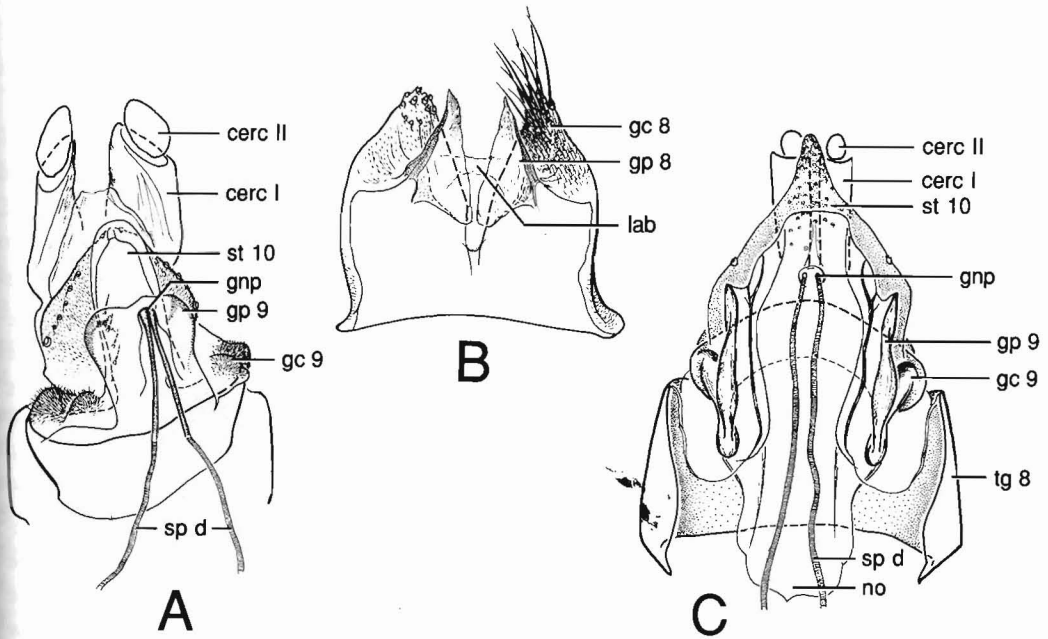 cerc II
cerc I
st 10
gnp
gp 9
gc 9
sp d
A
gc 8
gp 8
lab
B
cerc II
cerc I
st 10
gnp
gp 9
gc 9
tg 8
sp d
no
C